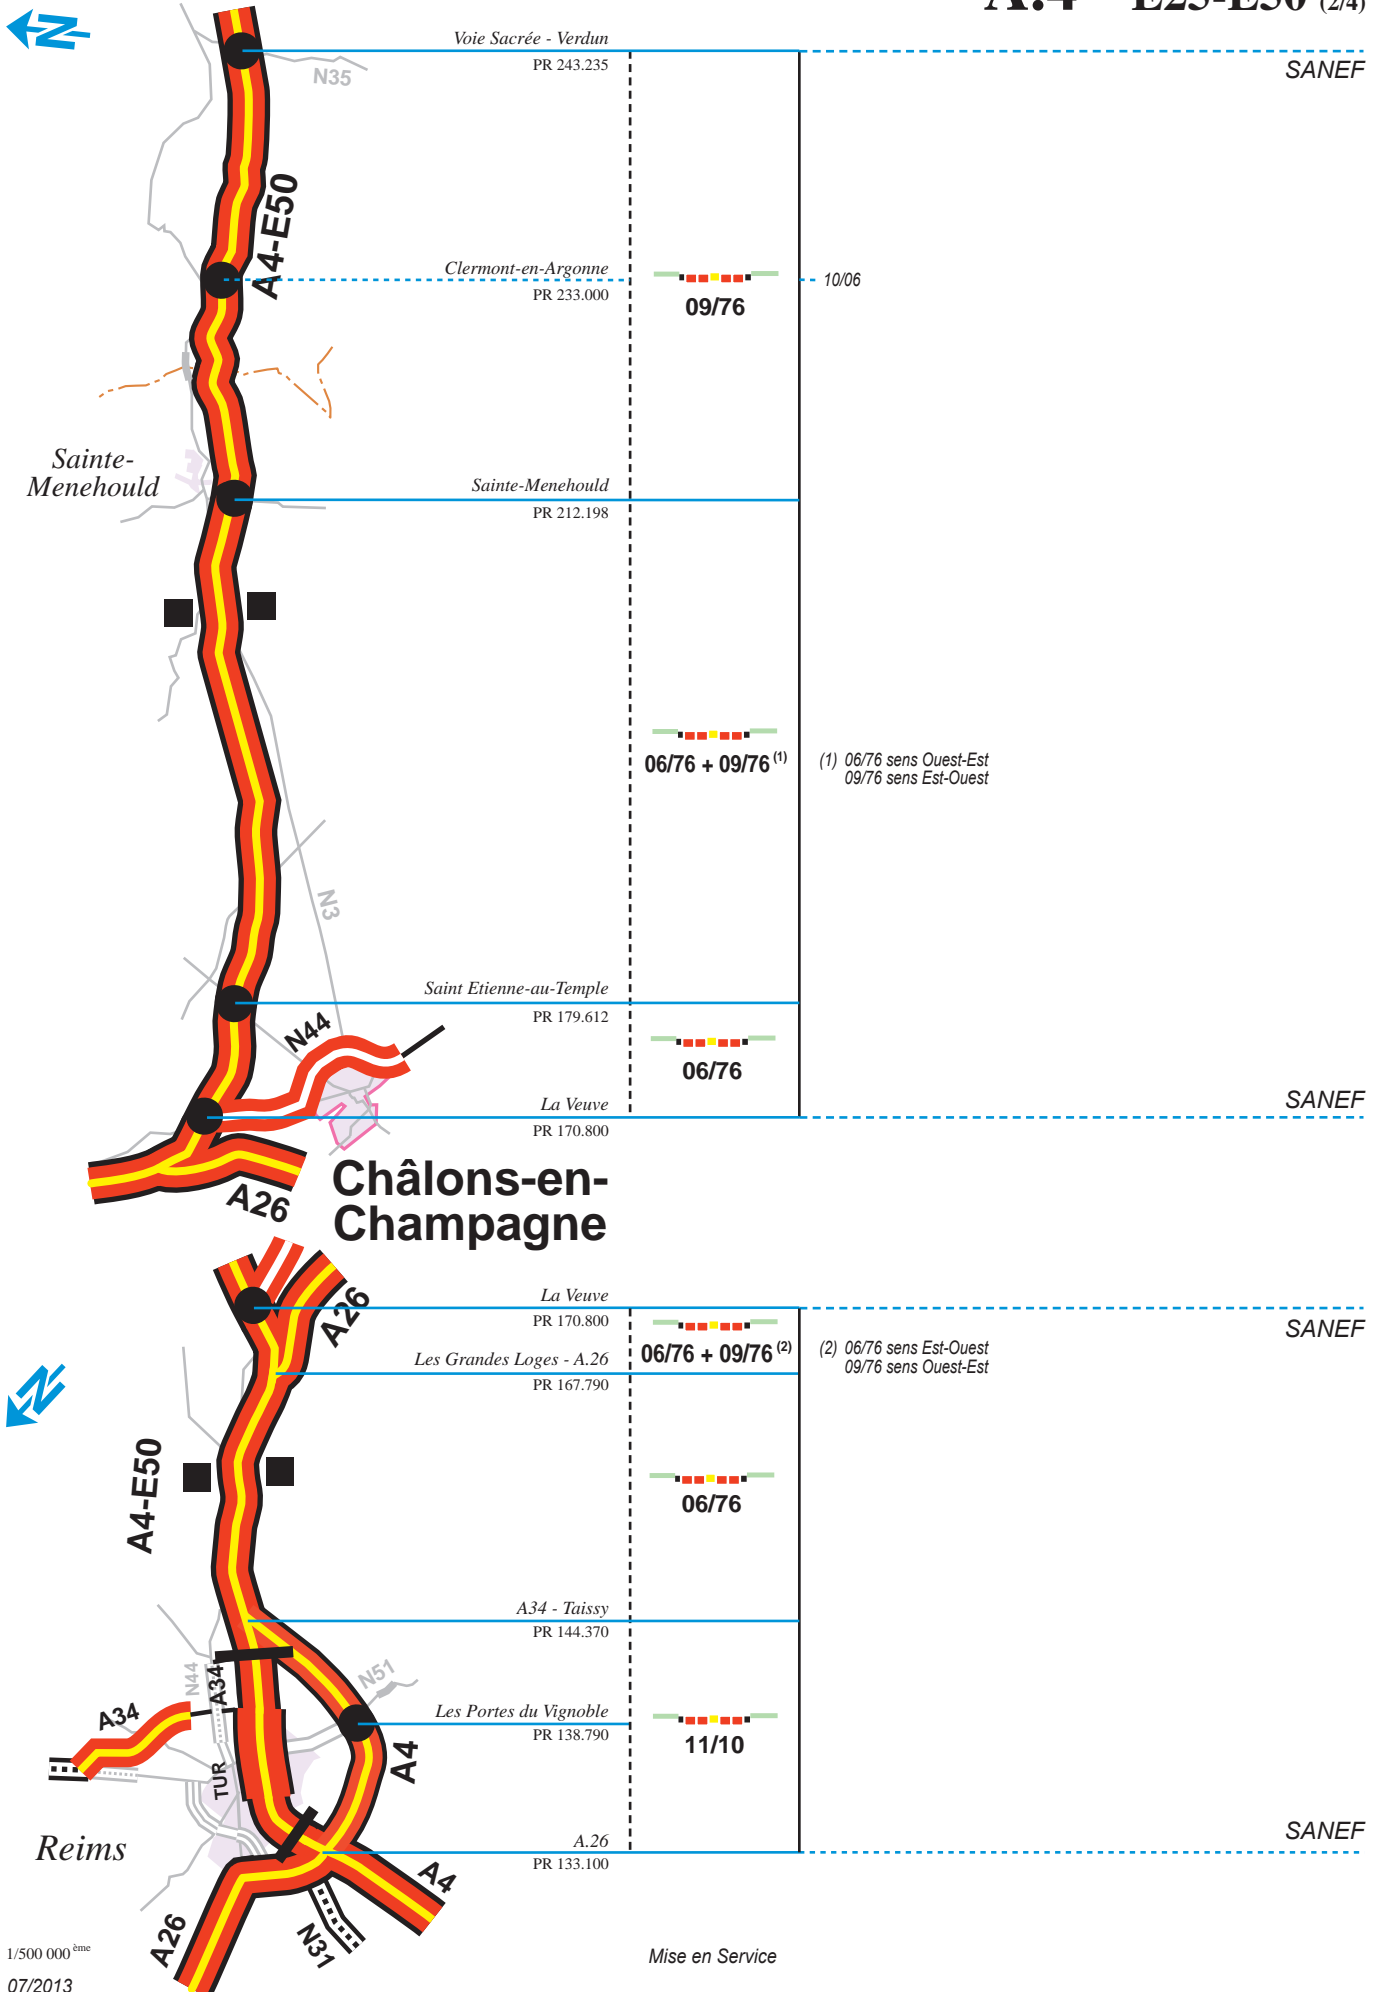 A.4 E25-E50 (2/4)
Voie Sacrée - Verdun
PR 243.235
SANEF
N35
A4-E50
Clermont-en-Argonne
PR 233.000
09/76
10/06
Sainte-
Menehould
Sainte-Menehould
PR 212.198
06/76 + 09/76 (1)
(1) 06/76 sens Ouest-Est
09/76 sens Est-Ouest
N3
Saint Etienne-au-Temple
PR 179.612
N44
06/76
La Veuve
PR 170.800
SANEF
A26
Châlons-en-
Champagne
A26
La Veuve
PR 170.800
SANEF
06/76 + 09/76 (2)
(2) 06/76 sens Est-Ouest
09/76 sens Ouest-Est
Les Grandes Loges - A.26
PR 167.790
A4-E50
06/76
A34 - Taissy
PR 144.370
N44
A34
N51
A34
Les Portes du Vignoble
PR 138.790
11/10
A4
TUR
Reims
A.26
PR 133.100
SANEF
A4
A26
N31
1/500 000 ème
Mise en Service
07/2013